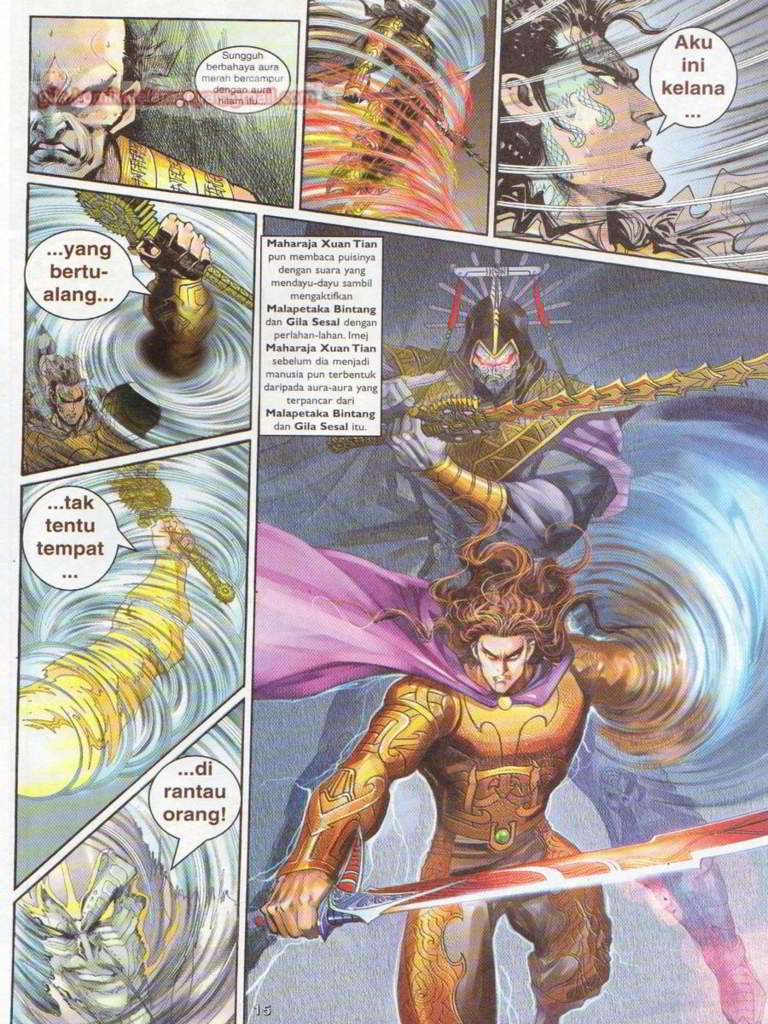 Sungguh
berbahaya aura
merah bercampur
dengan aura
hitam itu.
Aku
ini
kelana
...
...yang
bertu-
alang...
Maharaja Xuan Tian
pun membaca puisinya
dengan suara yang
mendayu-dayu sambil
mengaktifkan
Malapetaka Bintang
dan Gila Sesal dengan
perlahan-lahan. Imej
Maharaja Xuan Tian
sebelum dia menjadi
manusia pun terbentuk
daripada aura-aura yang
terpancar dari
Malapetaka Bintang
dan Gila Sesal itu.
...tak
tentu
tempat
...
...di
rantau
orang!
15